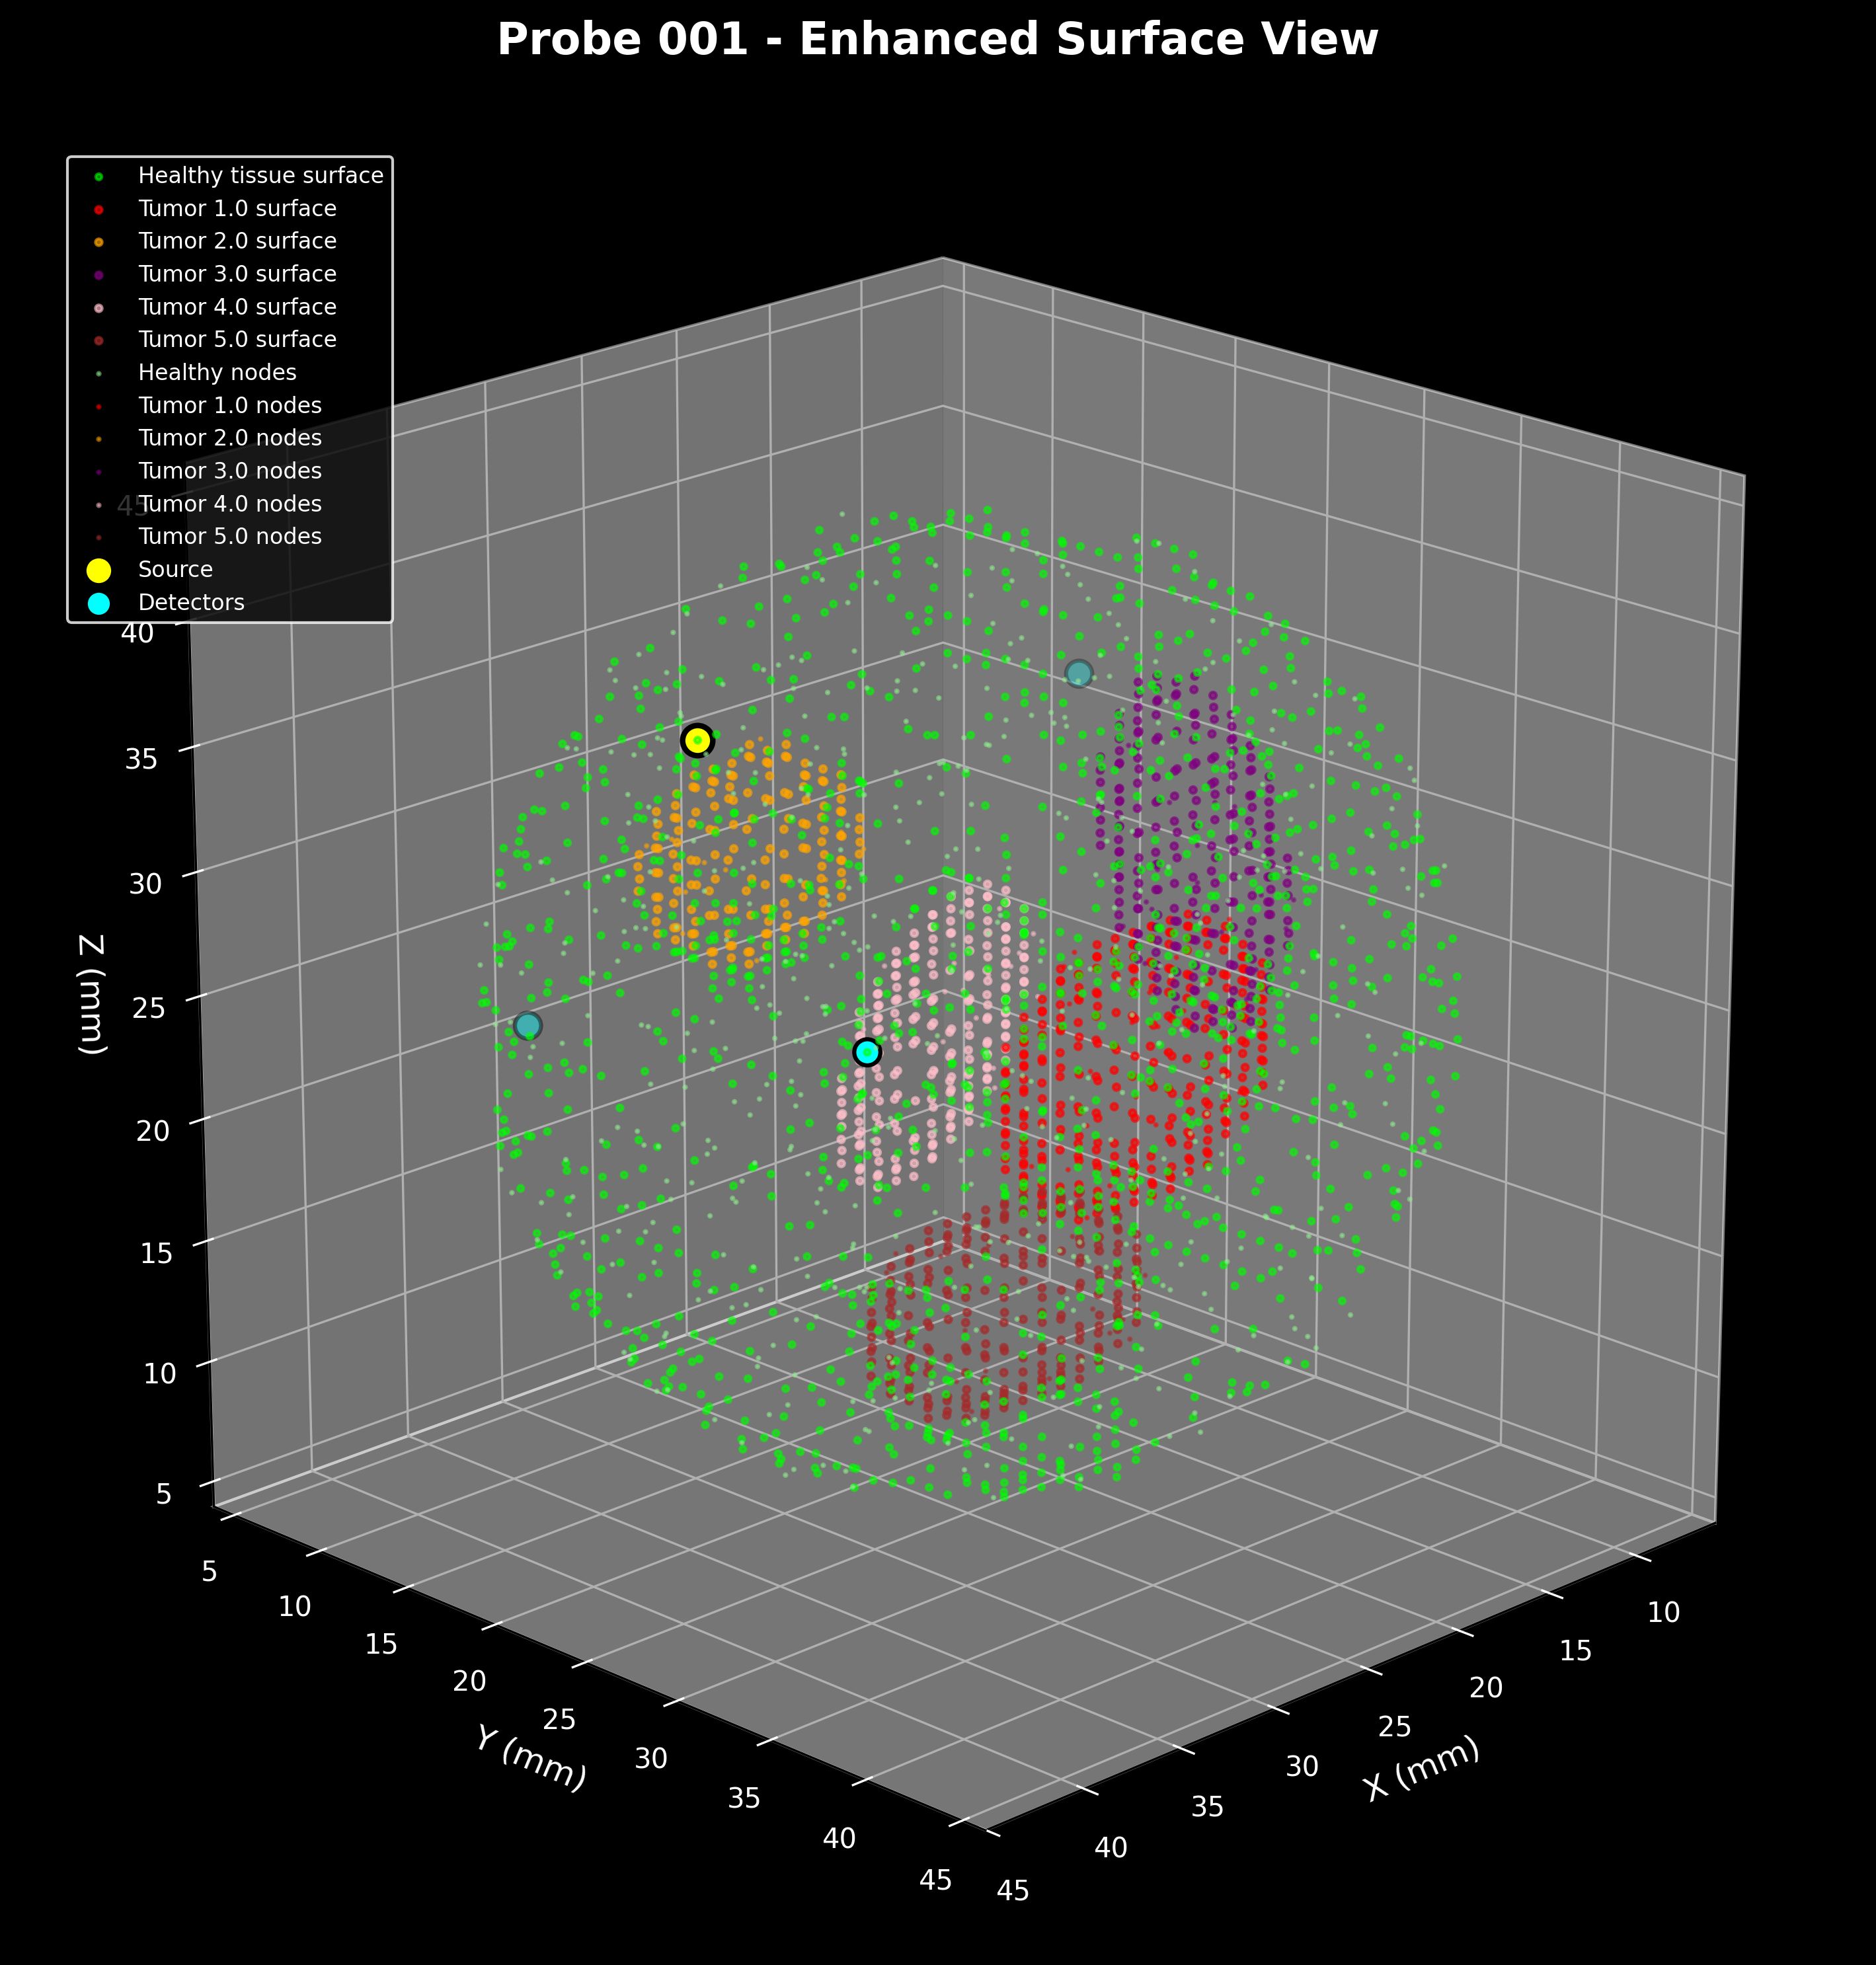 Probe 001 - Enhanced Surface View
Healthy tissue surface
Tumor 1.0 surface
Tumor 2.0 surface
Tumor 3.0 surface
Tumor 4.0 surface
Tumor 5.0 surface
Healthy nodes
Tumor 1.0 nodes
Tumor 2.0 nodes
Tumor 3.0 nodes
Tumor 4.0 nodes
Tumor 5.0 nodes
Source
Detectors
45
40
35
30
25
20
15
10
5
Z (mm)
5
10
15
20
25
30
35
40
45
Y (mm)
10
15
20
25
30
35
40
45
X (mm)